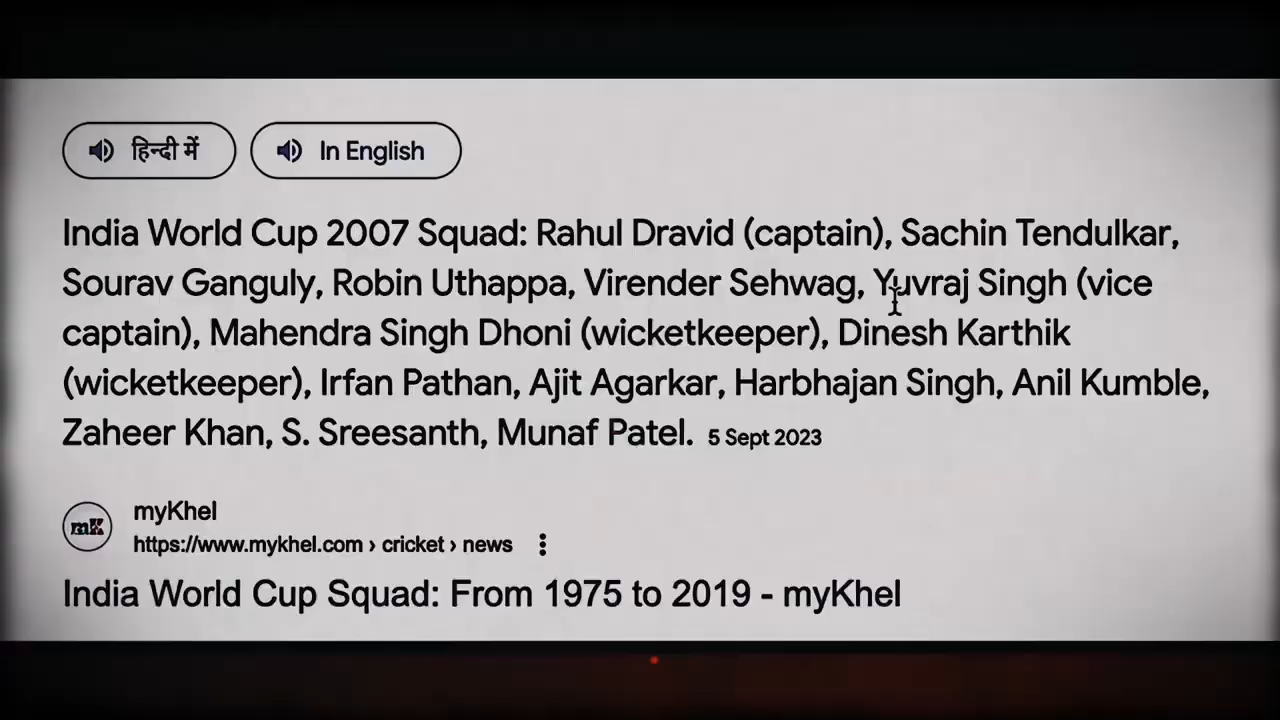 हिन्दी में
In English
India World Cup 2007 Squad: Rahul Dravid (captain), Sachin Tendulkar,
Sourav Ganguly, Robin Uthappa, Virender Sehwag, Yuvraj Singh (vice
captain), Mahendra Singh Dhoni (wicketkeeper), Dinesh Karthik
(wicketkeeper), Irfan Pathan, Ajit Agarkar, Harbhajan Singh, Anil Kumble,
Zaheer Khan, S. Sreesanth, Munaf Patel. 5 Sept 2023
mK
myKhel
https://www.mykhel.com › cricket › news
India World Cup Squad: From 1975 to 2019 - myKhel